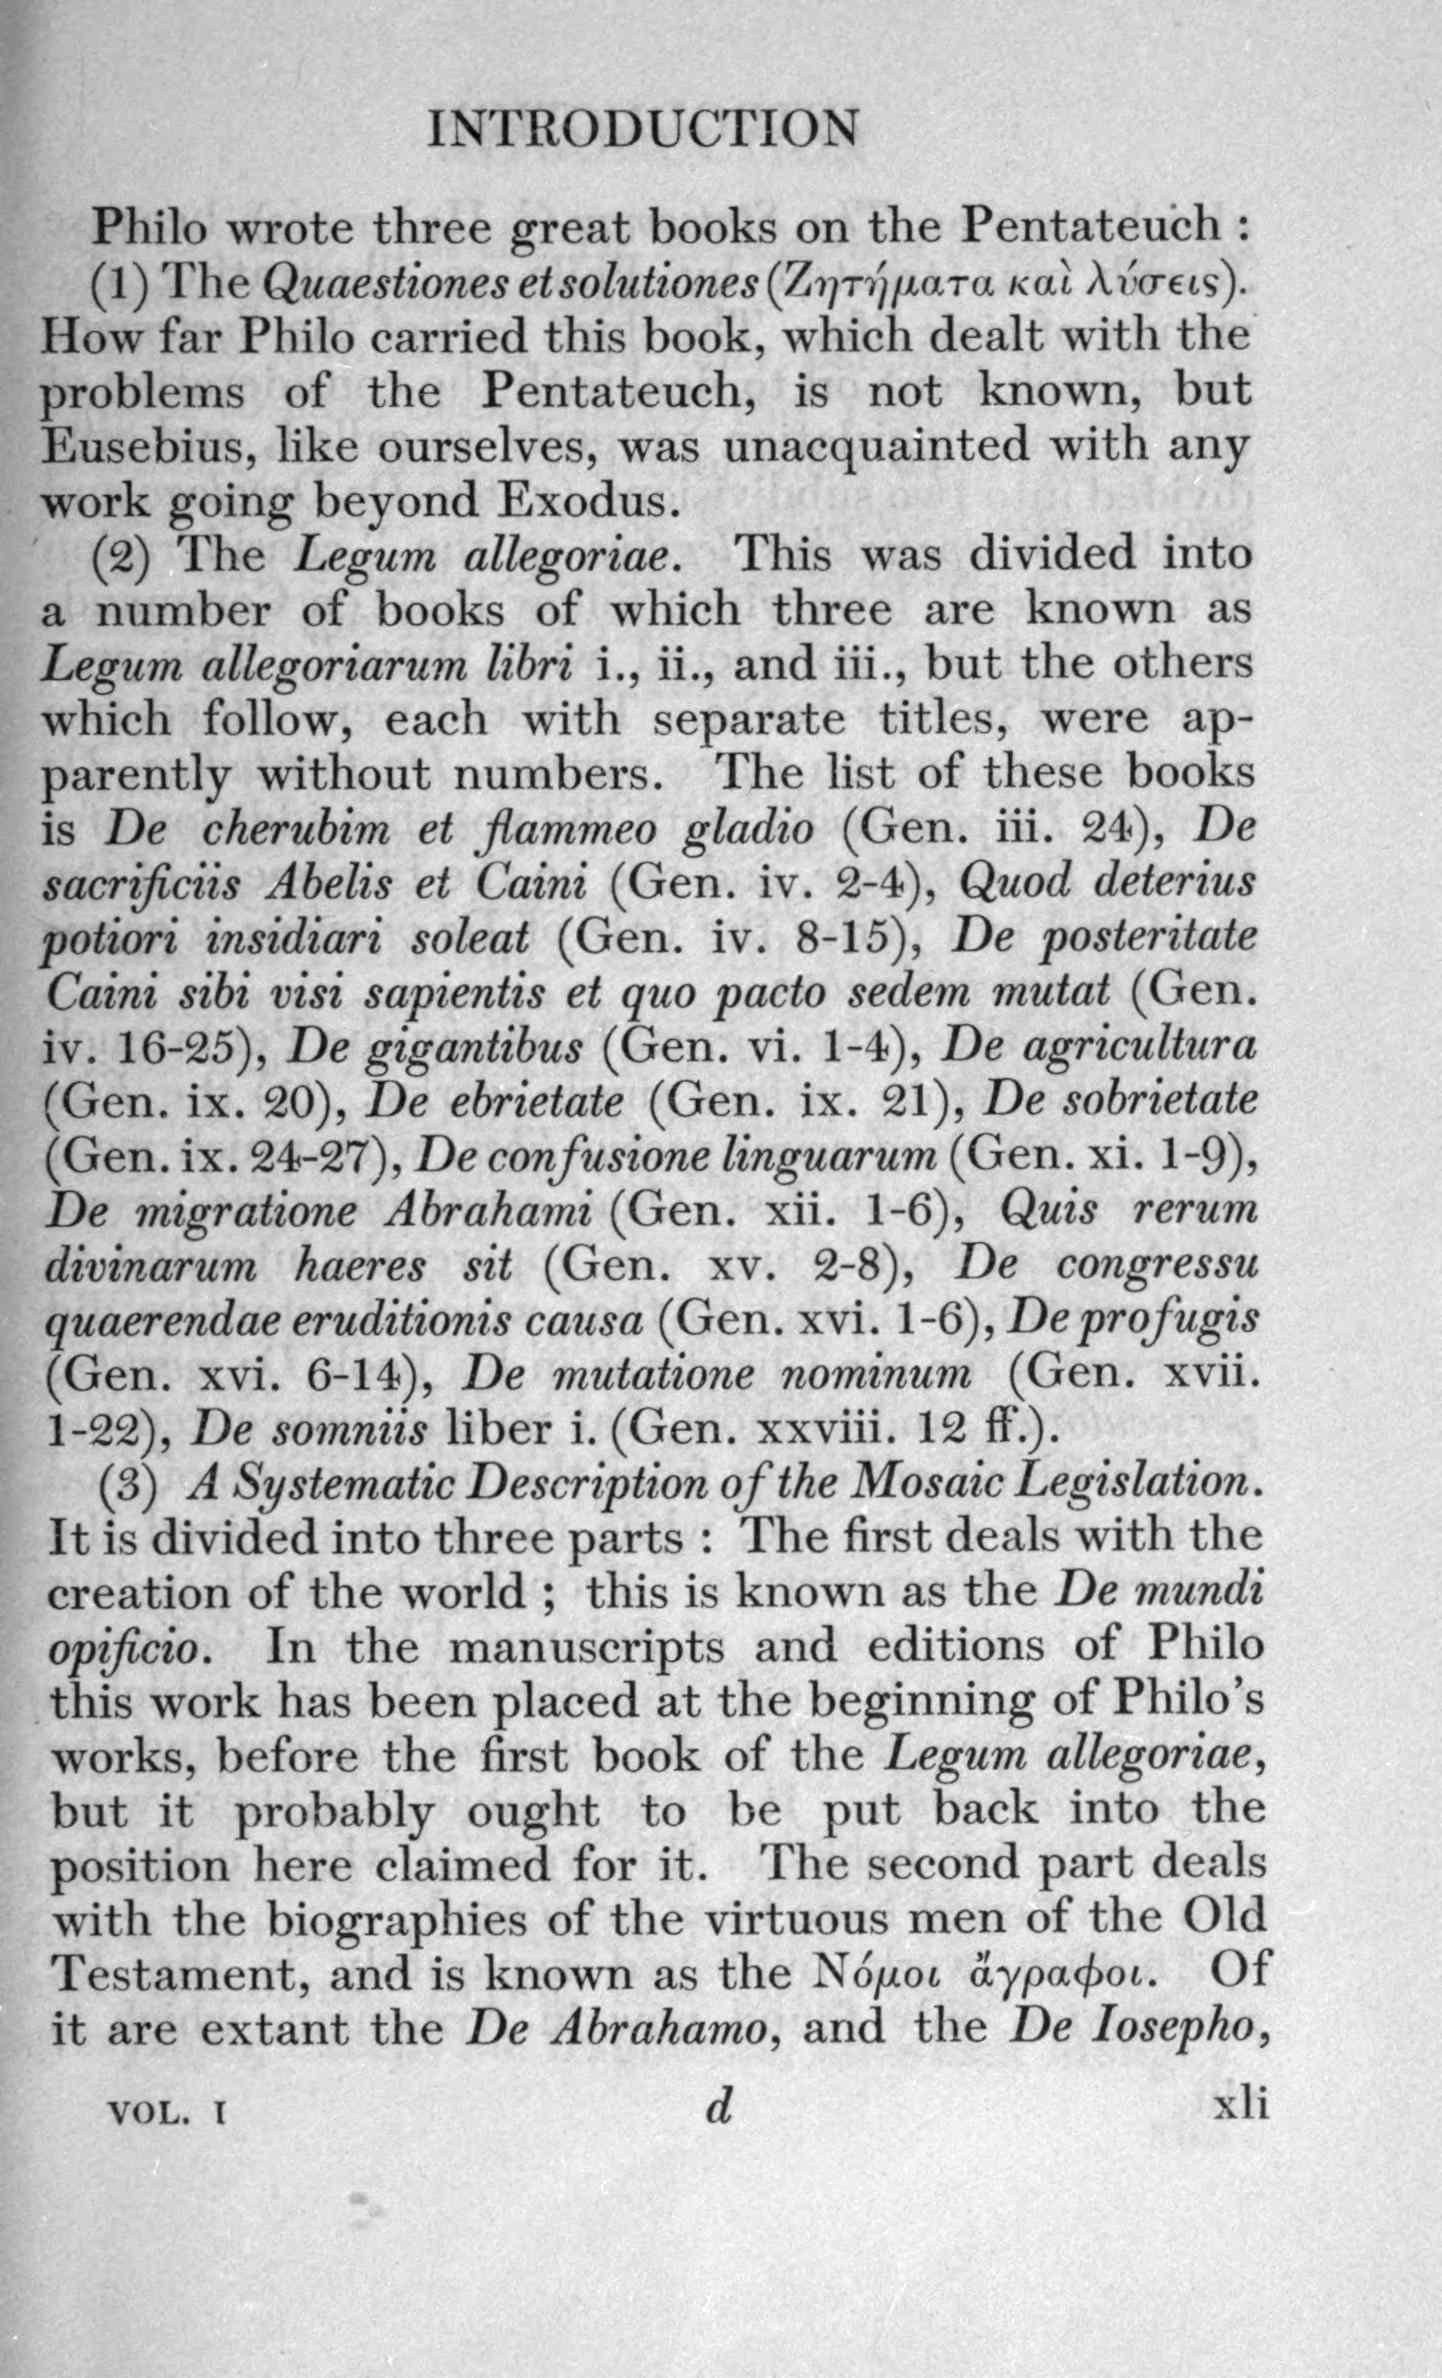 INTRODUCTION
Philo wrote three great books on the Pentateuch :
(1) The Quaestiones et solutiones (Ζητήματα καὶ λύσεις).
How far Philo carried this book, which dealt with the
problems of the Pentateuch, is not known, but
Eusebius, like ourselves, was unacquainted with any
work going beyond Exodus.
(2) The Legum allegoriae. This was divided into
a number of books of which three are known as
Legum allegoriarum libri i., ii., and iii., but the others
which follow, each with separate titles, were ap-
parently without numbers. The list of these books
is De cherubim et flammeo gladio (Gen. iii. 24), De
sacrificiis Abelis et Caini (Gen. iv. 2-4), Quod deterius
potiori insidiari soleat (Gen. iv. 8-15), De posteritate
Caini sibi visi sapientis et quo pacto sedem mutat (Gen.
iv. 16-25), De gigantibus (Gen. vi. 1-4), De agricultura
(Gen. ix. 20), De ebrietate (Gen. ix. 21), De sobrietate
(Gen. ix. 24-27), De confusione linguarum (Gen. xi. 1-9),
De migratione Abrahami (Gen. xii. 1-6), Quis rerum
divinarum haeres sit (Gen. xv. 2-8), De congressu
quaerendae eruditionis causa (Gen. xvi. 1-6), De profugis
(Gen. xvi. 6-14), De mutatione nominum (Gen. xvii.
1-22), De somniis liber i. (Gen. xxviii. 12 ff.).
(3) A Systematic Description of the Mosaic Legislation.
It is divided into three parts : The first deals with the
creation of the world ; this is known as the De mundi
opificio. In the manuscripts and editions of Philo
this work has been placed at the beginning of Philo's
works, before the first book of the Legum allegoriae,
but it probably ought to be put back into the
position here claimed for it. The second part deals
with the biographies of the virtuous men of the Old
Testament, and is known as the Νόμοι ἄγραφοι. Of
it are extant the De Abrahamo, and the De Iosepho,
VOL. I d xli